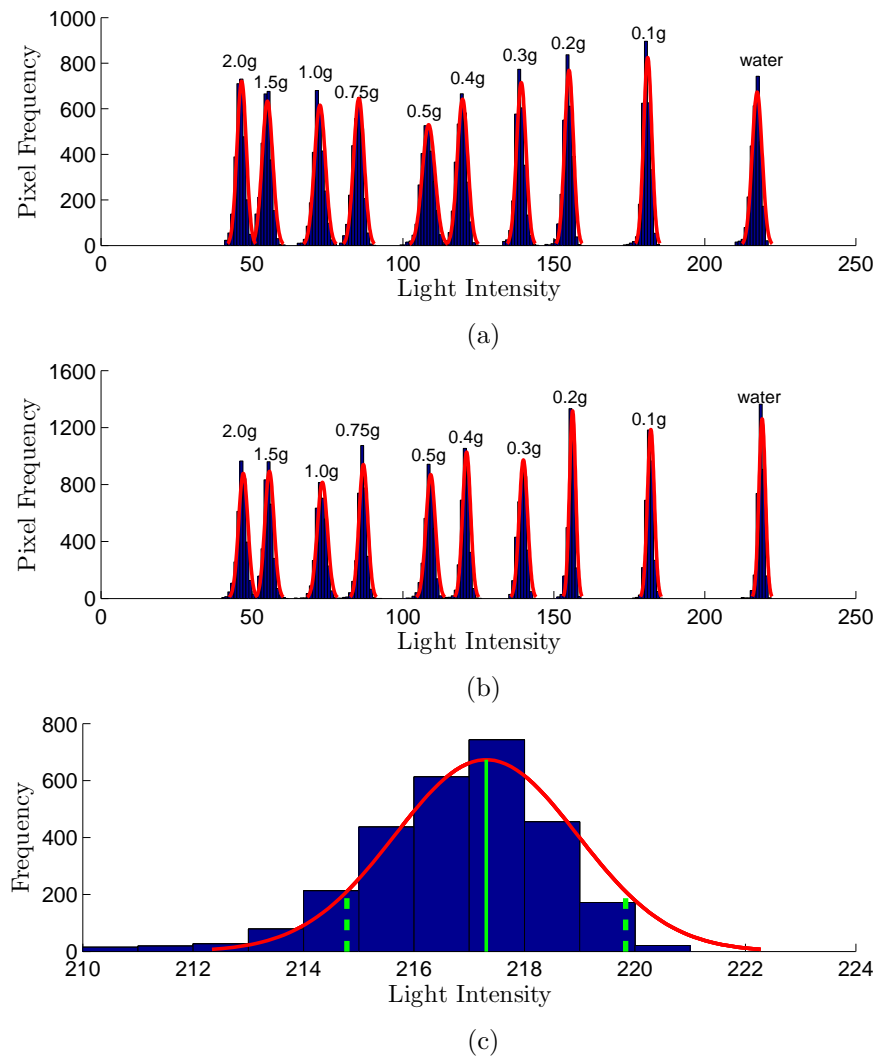 1000
800
600
400
200
0
Pixel Frequency
2.0g 1.5g 1.0g 0.75g 0.5g 0.4g 0.3g 0.2g 0.1g water
0 50 100 150 200 250
Light Intensity
(a)
1600
1200
800
400
0
Pixel Frequency
2.0g 1.5g 1.0g 0.75g 0.5g 0.4g 0.3g 0.2g 0.1g water
0 50 100 150 200 250
Light Intensity
(b)
800
600
400
200
0
Frequency
210 212 214 216 218 220 222 224
Light Intensity
(c)